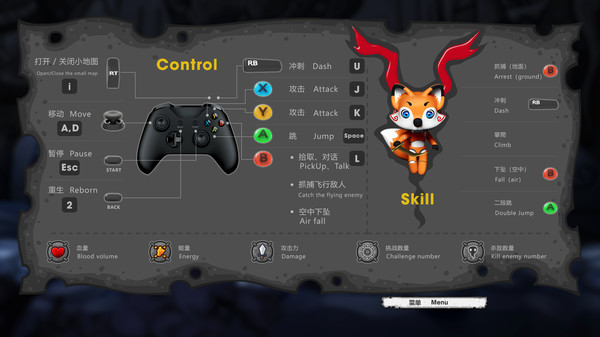 Control
打开 / 关闭小地图
Open/Close the small map
i
RT
移动 Move
A,D
暂停 Pause
Esc
START
重生 Reborn
2
BACK
RB
冲刺 Dash
U
X
攻击 Attack
J
Y
攻击 Attack
K
A
跳 Jump
Space
B
拾取、对话
PickUp、Talk
L
抓捕飞行敌人
Catch the flying enemy
空中下坠
Air fall
Skill
抓捕（地面）
Arrest (ground)
B
冲刺
Dash
RB
攀爬
Climb
下坠（空中）
Fall (air)
B
二段跳
Double Jump
A
血量
Blood volume
能量
Energy
攻击力
Damage
挑战数量
Challenge number
杀敌数量
Kill enemy number
菜单 Menu